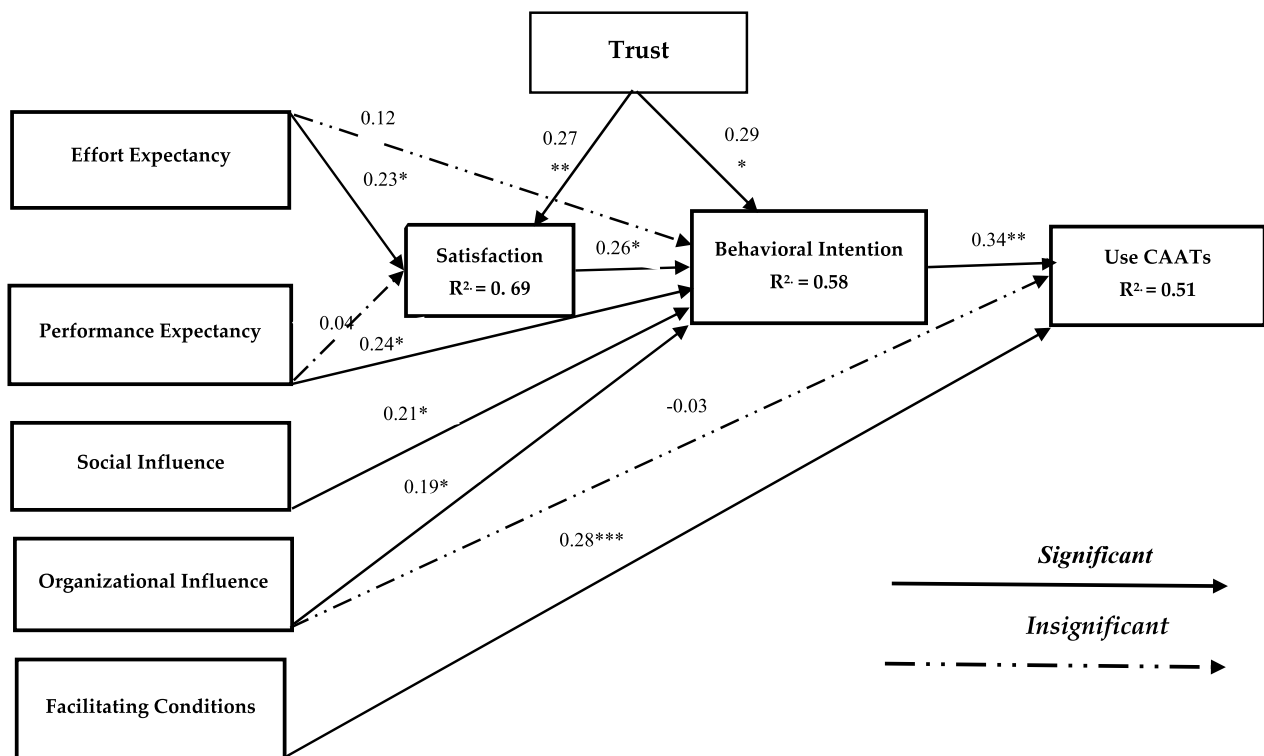 Trust
0.12
Effort Expectancy
0.27
**
0.29
*
0.23*
Satisfaction
R²· = 0. 69
0.26*
Behavioral Intention
R²· = 0.58
0.34**
Use CAATs
R²· = 0.51
Performance Expectancy
0.04
0.24*
0.21*
-0.03
Social Influence
0.19*
0.28***
Organizational Influence
Significant
Insignificant
Facilitating Conditions